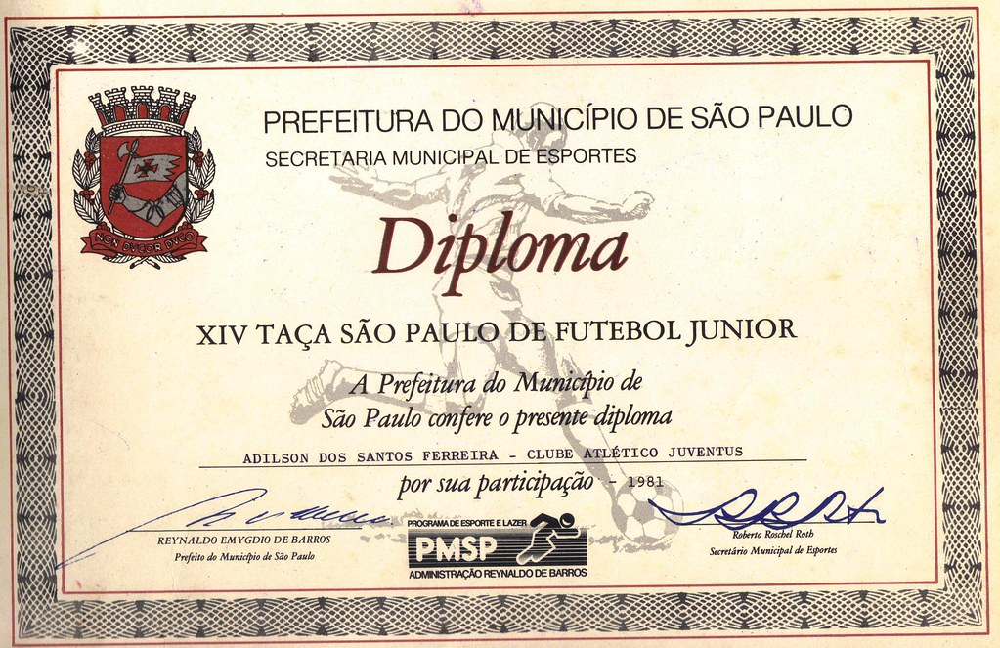 PREFEITURA DO MUNICÍPIO DE SÃO PAULO
SECRETARIA MUNICIPAL DE ESPORTES
NON DVCOR DVCO
Diploma
XIV TAÇA SÃO PAULO DE FUTEBOL JUNIOR
A Prefeitura do Município de
São Paulo confere o presente diploma
ADILSON DOS SANTOS FERREIRA - CLUBE ATLÉTICO JUVENTUS
por sua participação - 1981
REYNALDO EMYGDIO DE BARROS
Prefeito do Município de São Paulo
PROGRAMA DE ESPORTE E LAZER
PMSP
ADMINISTRAÇÃO REYNALDO DE BARROS
Roberto Roschel Roth
Secretário Municipal de Esportes